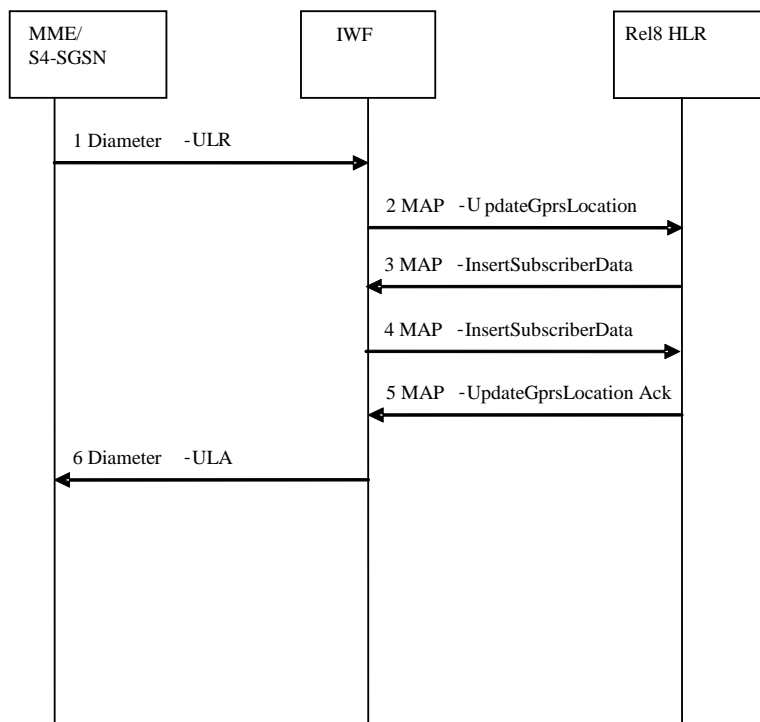 MME/
S4-SGSN
IWF
Rel8 HLR
1 Diameter -ULR
2 MAP -U pdateGprsLocation
3 MAP -InsertSubscriberData
4 MAP -InsertSubscriberData
5 MAP -UpdateGprsLocation Ack
6 Diameter -ULA